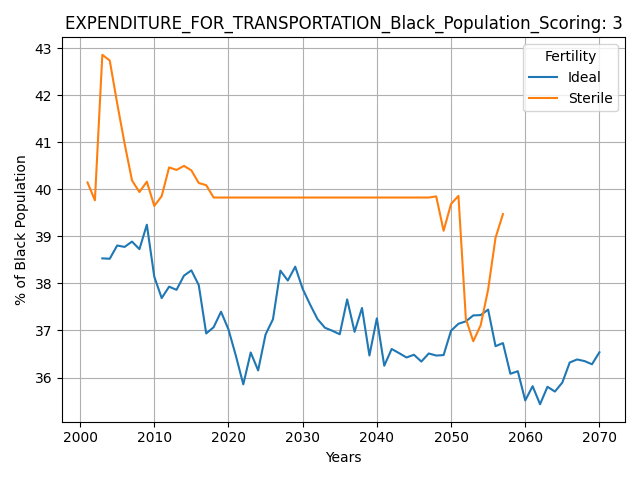 EXPENDITURE_FOR_TRANSPORTATION_Black_Population_Scoring: 3
Fertility
Ideal
Sterile
% of Black Population
43
42
41
40
39
38
37
36
2000 2010 2020 2030 2040 2050 2060 2070
Years